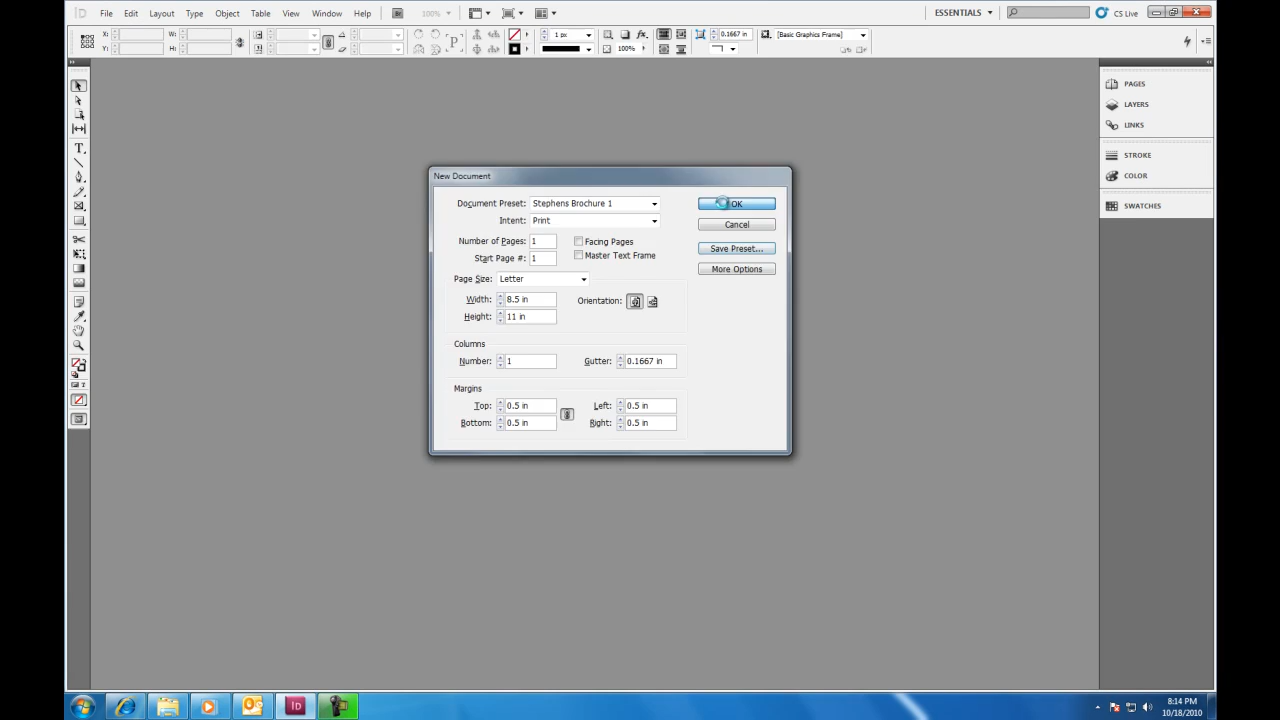 Id File Edit Layout Type Object Table View Window Help Br 100% ESSENTIALS CS Live
X: W: 1 px 0.1667 in [Basic Graphics Frame]
Y: H: 100%
New Document
Document Preset: Stephens Brochure 1 OK
Intent: Print Cancel
Number of Pages: 1 Facing Pages Save Preset...
Start Page #: 1 Master Text Frame More Options
Page Size: Letter
Width: 8.5 in Orientation:
Height: 11 in
Columns
Number: 1 Gutter: 0.1667 in
Margins
Top: 0.5 in Left: 0.5 in
Bottom: 0.5 in Right: 0.5 in
PAGES
LAYERS
LINKS
STROKE
COLOR
SWATCHES
Id
8:14 PM
10/18/2010